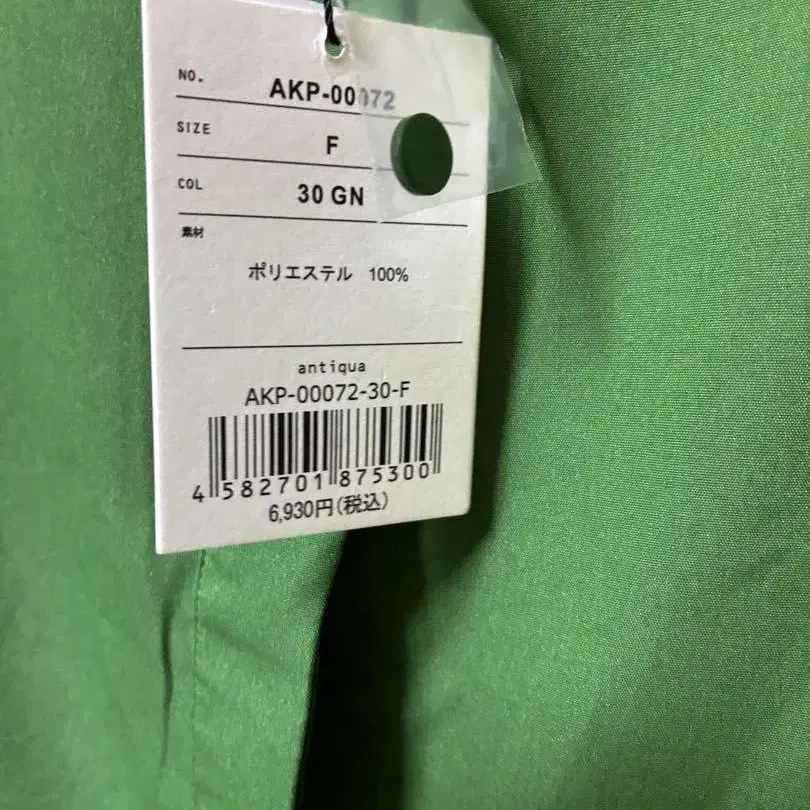 NO. AKP-00072
SIZE F
COL 30 GN
素材
ポリエステル 100%
antiqua
AKP-00072-30-F
4 582701 875300
6,930円(税込)